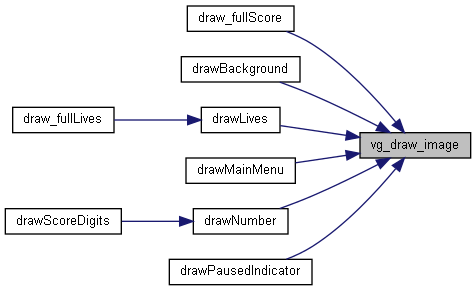 draw_fullScore
drawBackground
draw_fullLives
drawLives
vg_draw_image
drawMainMenu
drawScoreDigits
drawNumber
drawPausedIndicator